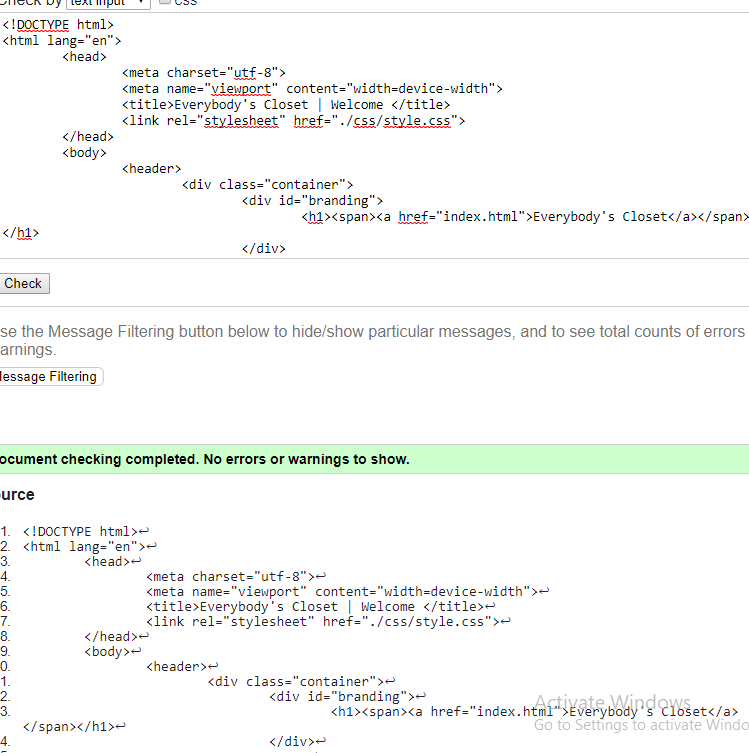 text input
css
<!DOCTYPE html>
<html lang="en">
<head>
<meta charset="utf-8">
<meta name="viewport" content="width=device-width">
<title>Everybody's Closet | Welcome </title>
<link rel="stylesheet" href="./css/style.css">
</head>
<body>
<header>
<div class="container">
<div id="branding">
<h1><span><a href="index.html">Everybody's Closet</a></span>
</h1>
</div>
Check
se the Message Filtering button below to hide/show particular messages, and to see total counts of errors
arnings.
essage Filtering
ocument checking completed. No errors or warnings to show.
urce
1. <!DOCTYPE html>↩
2. <html lang="en">↩
3. <head>↩
4. <meta charset="utf-8">↩
5. <meta name="viewport" content="width=device-width">↩
6. <title>Everybody's Closet | Welcome </title>↩
7. <link rel="stylesheet" href="./css/style.css">↩
8. </head>↩
9. <body>↩
0. <header>↩
1. <div class="container">↩
2. <div id="branding">↩
3. <h1><span><a href="index.html">Everybody's Closet</a>
</span></h1>↩
4. </div>↩
Activate Windows
Go to Settings to activate Windo